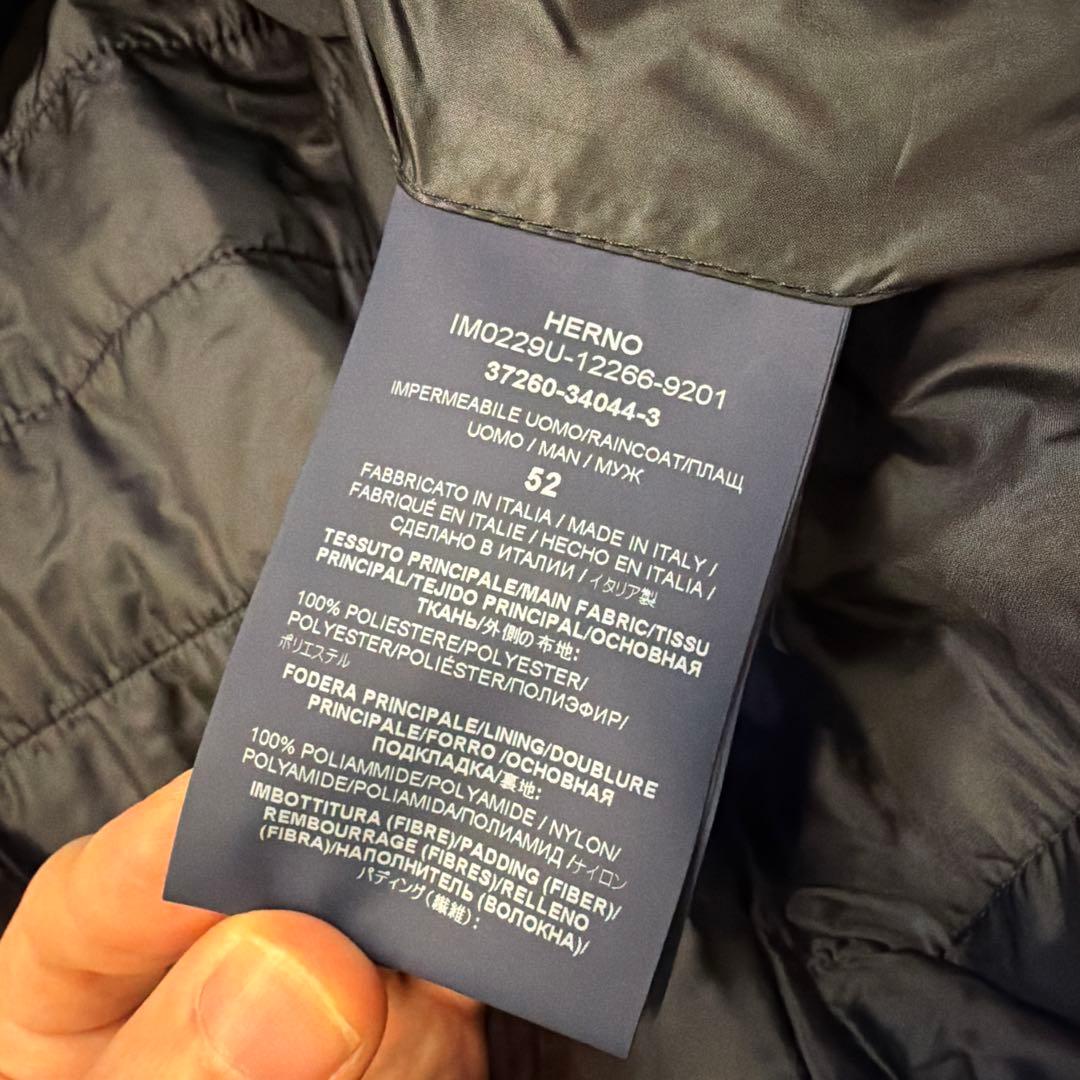 HERNO
IM0229U-12266-9201
37260-34044-3
IMPERMEABILE UOMO/RAINCOAT/ПЛАЩ
UOMO / MAN / МУЖ
52
FABBRICATO IN ITALIA / MADE IN ITALY /
FABRIQUÉ EN ITALIE / HECHO EN ITALIA /
СДЕЛАНО В ИТАЛИИ / イタリア製
TESSUTO PRINCIPALE/MAIN FABRIC/TISSU
PRINCIPAL/TEJIDO PRINCIPAL/ОСНОВНАЯ
ТКАНЬ/外側の布地:
100% POLIESTERE/POLYESTER/
POLYESTER/POLIÉSTER/ПОЛИЭФИР/
ポリエステル
FODERA PRINCIPALE/LINING/DOUBLURE
PRINCIPALE/FORRO /ОСНОВНАЯ
ПОДКЛАДКА/裏地:
100% POLIAMMIDE/POLYAMIDE / NYLON/
POLYAMIDE/POLIAMIDA/ПОЛИАМИД /ナイロン
IMBOTTITURA (FIBRE)/PADDING (FIBER)/
REMBOURRAGE (FIBRES)/RELLENO
(FIBRA)/НАПОЛНИТЕЛЬ (ВОЛОКНА)/
パディング(繊維):